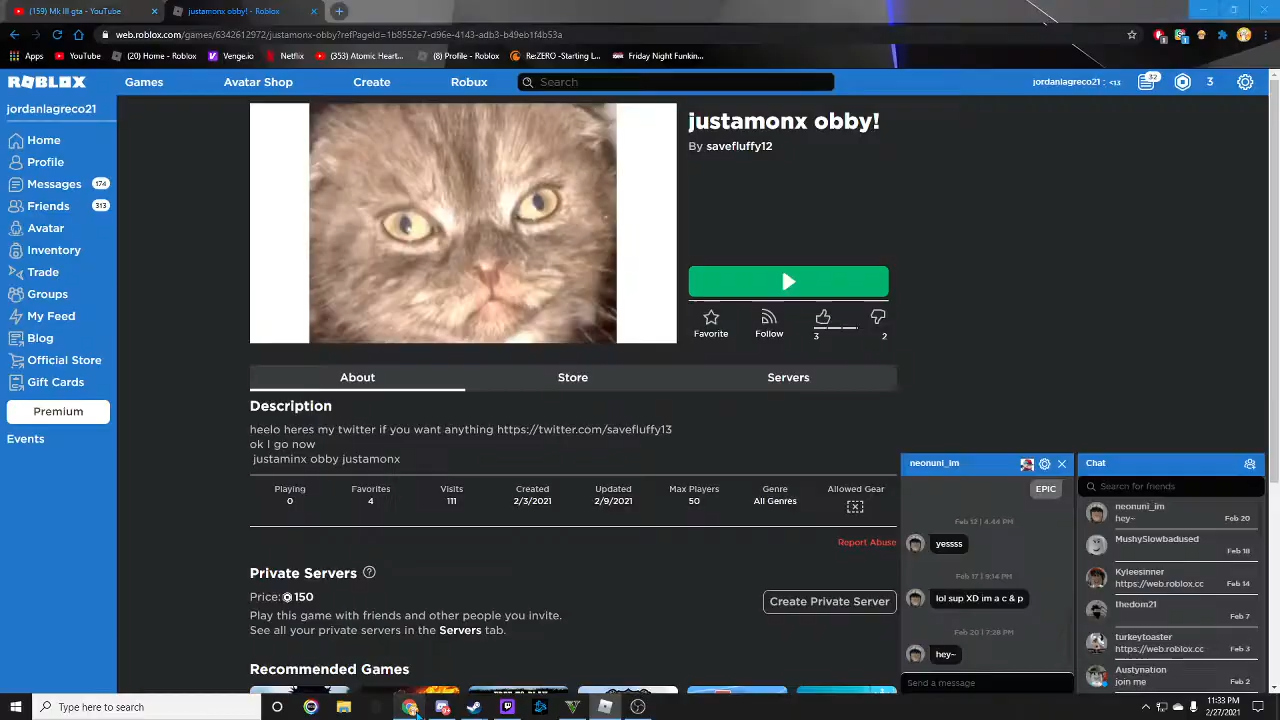 (159) Mk lll gta - YouTube
justamonx obby! - Roblox
web.roblox.com/games/6342612972/justamonx-obby?refPageId=1b8552e7-d96e-4143-adb3-b49eb1f4b53a
Apps YouTube (20) Home - Roblox Venge.io Netflix (353) Atomic Heart... (8) Profile - Roblox Re:ZERO -Starting L... Friday Night Funkin...
ROBLOX Games Avatar Shop Create Robux Search jordanlagreco21 : <13 32 3
jordanlagreco21
Home
Profile
Messages 174
Friends 313
Avatar
Inventory
Trade
Groups
My Feed
Blog
Official Store
Gift Cards
Premium
Events
justamonx obby!
By savefluffy12
Favorite Follow 3 2
About Store Servers
Description
heelo heres my twitter if you want anything https://twitter.com/savefluffy13
ok I go now
justaminx obby justamonx
Playing Favorites Visits Created Updated Max Players Genre Allowed Gear
0 4 111 2/3/2021 2/9/2021 50 All Genres
Report Abuse
Private Servers
Price: 150
Play this game with friends and other people you invite.
See all your private servers in the Servers tab.
Create Private Server
Recommended Games
neonuni_im
EPIC
Feb 12 | 4:44 PM
yessss
Feb 17 | 9:14 PM
lol sup XD im a c & p
Feb 20 | 7:28 PM
hey~
Send a message
Chat
Search for friends
neonuni_im
hey~ Feb 20
MushySlowbadused
Feb 18
Kyleesinner
https://web.roblox.cc Feb 14
thedom21
Feb 7
turkeytoaster
https://web.roblox.cc Feb 3
Austynation
join me Feb 2
Type here to search
11:33 PM
2/27/2021